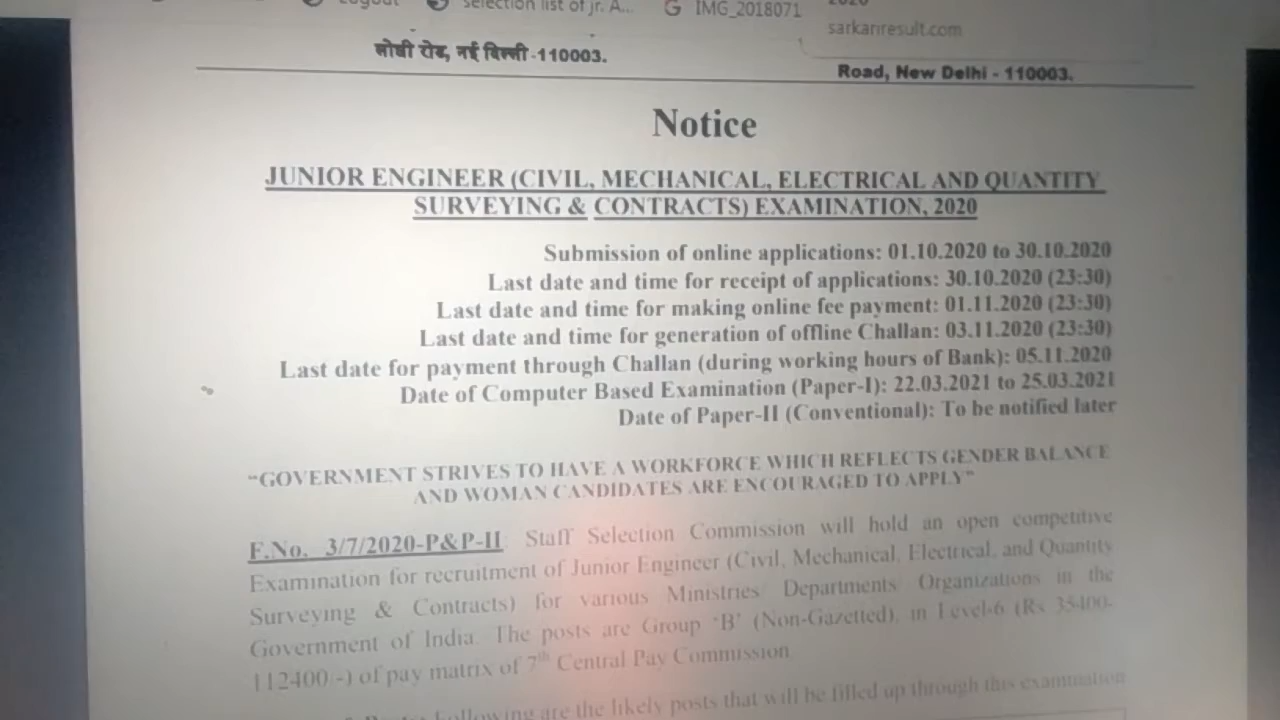 Logout selection list of jr. A... IMG_2018071 2020
sarkariresult.com
लोधी रोड, नई दिल्ली-110003.
Road, New Delhi - 110003.
Notice
JUNIOR ENGINEER (CIVIL, MECHANICAL, ELECTRICAL AND QUANTITY
SURVEYING & CONTRACTS) EXAMINATION, 2020
Submission of online applications: 01.10.2020 to 30.10.2020
Last date and time for receipt of applications: 30.10.2020 (23:30)
Last date and time for making online fee payment: 01.11.2020 (23:30)
Last date and time for generation of offline Challan: 03.11.2020 (23:30)
Last date for payment through Challan (during working hours of Bank): 05.11.2020
Date of Computer Based Examination (Paper-I): 22.03.2021 to 25.03.2021
Date of Paper-II (Conventional): To be notified later
“GOVERNMENT STRIVES TO HAVE A WORKFORCE WHICH REFLECTS GENDER BALANCE
AND WOMAN CANDIDATES ARE ENCOURAGED TO APPLY”
F.No. 3/7/2020-P&P-II: Staff Selection Commission will hold an open competitive
Examination for recruitment of Junior Engineer (Civil, Mechanical, Electrical, and Quantity
Surveying & Contracts) for various Ministries/ Departments/ Organizations in the
Government of India. The posts are Group ‘B’ (Non-Gazetted), in Level-6 (Rs 35400-
112400/-) of pay matrix of 7th Central Pay Commission.
Following are the likely posts that will be filled up through this examination